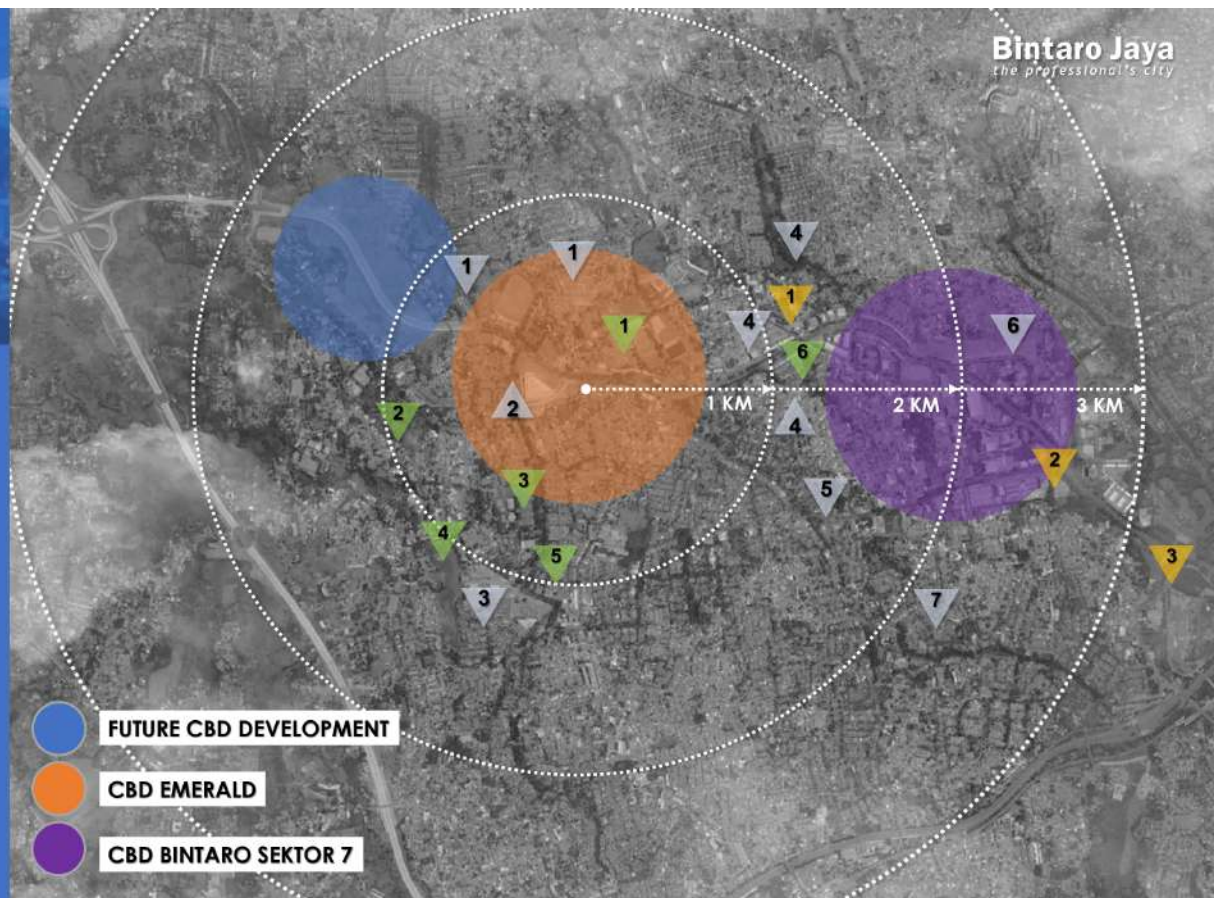 Bintaro Jaya
the professional's city
4
1
1
1
4
1
6
6
1 KM
2 KM
3 KM
2
2
4
2
3
5
4
5
3
3
7
FUTURE CBD DEVELOPMENT
CBD EMERALD
CBD BINTARO SEKTOR 7